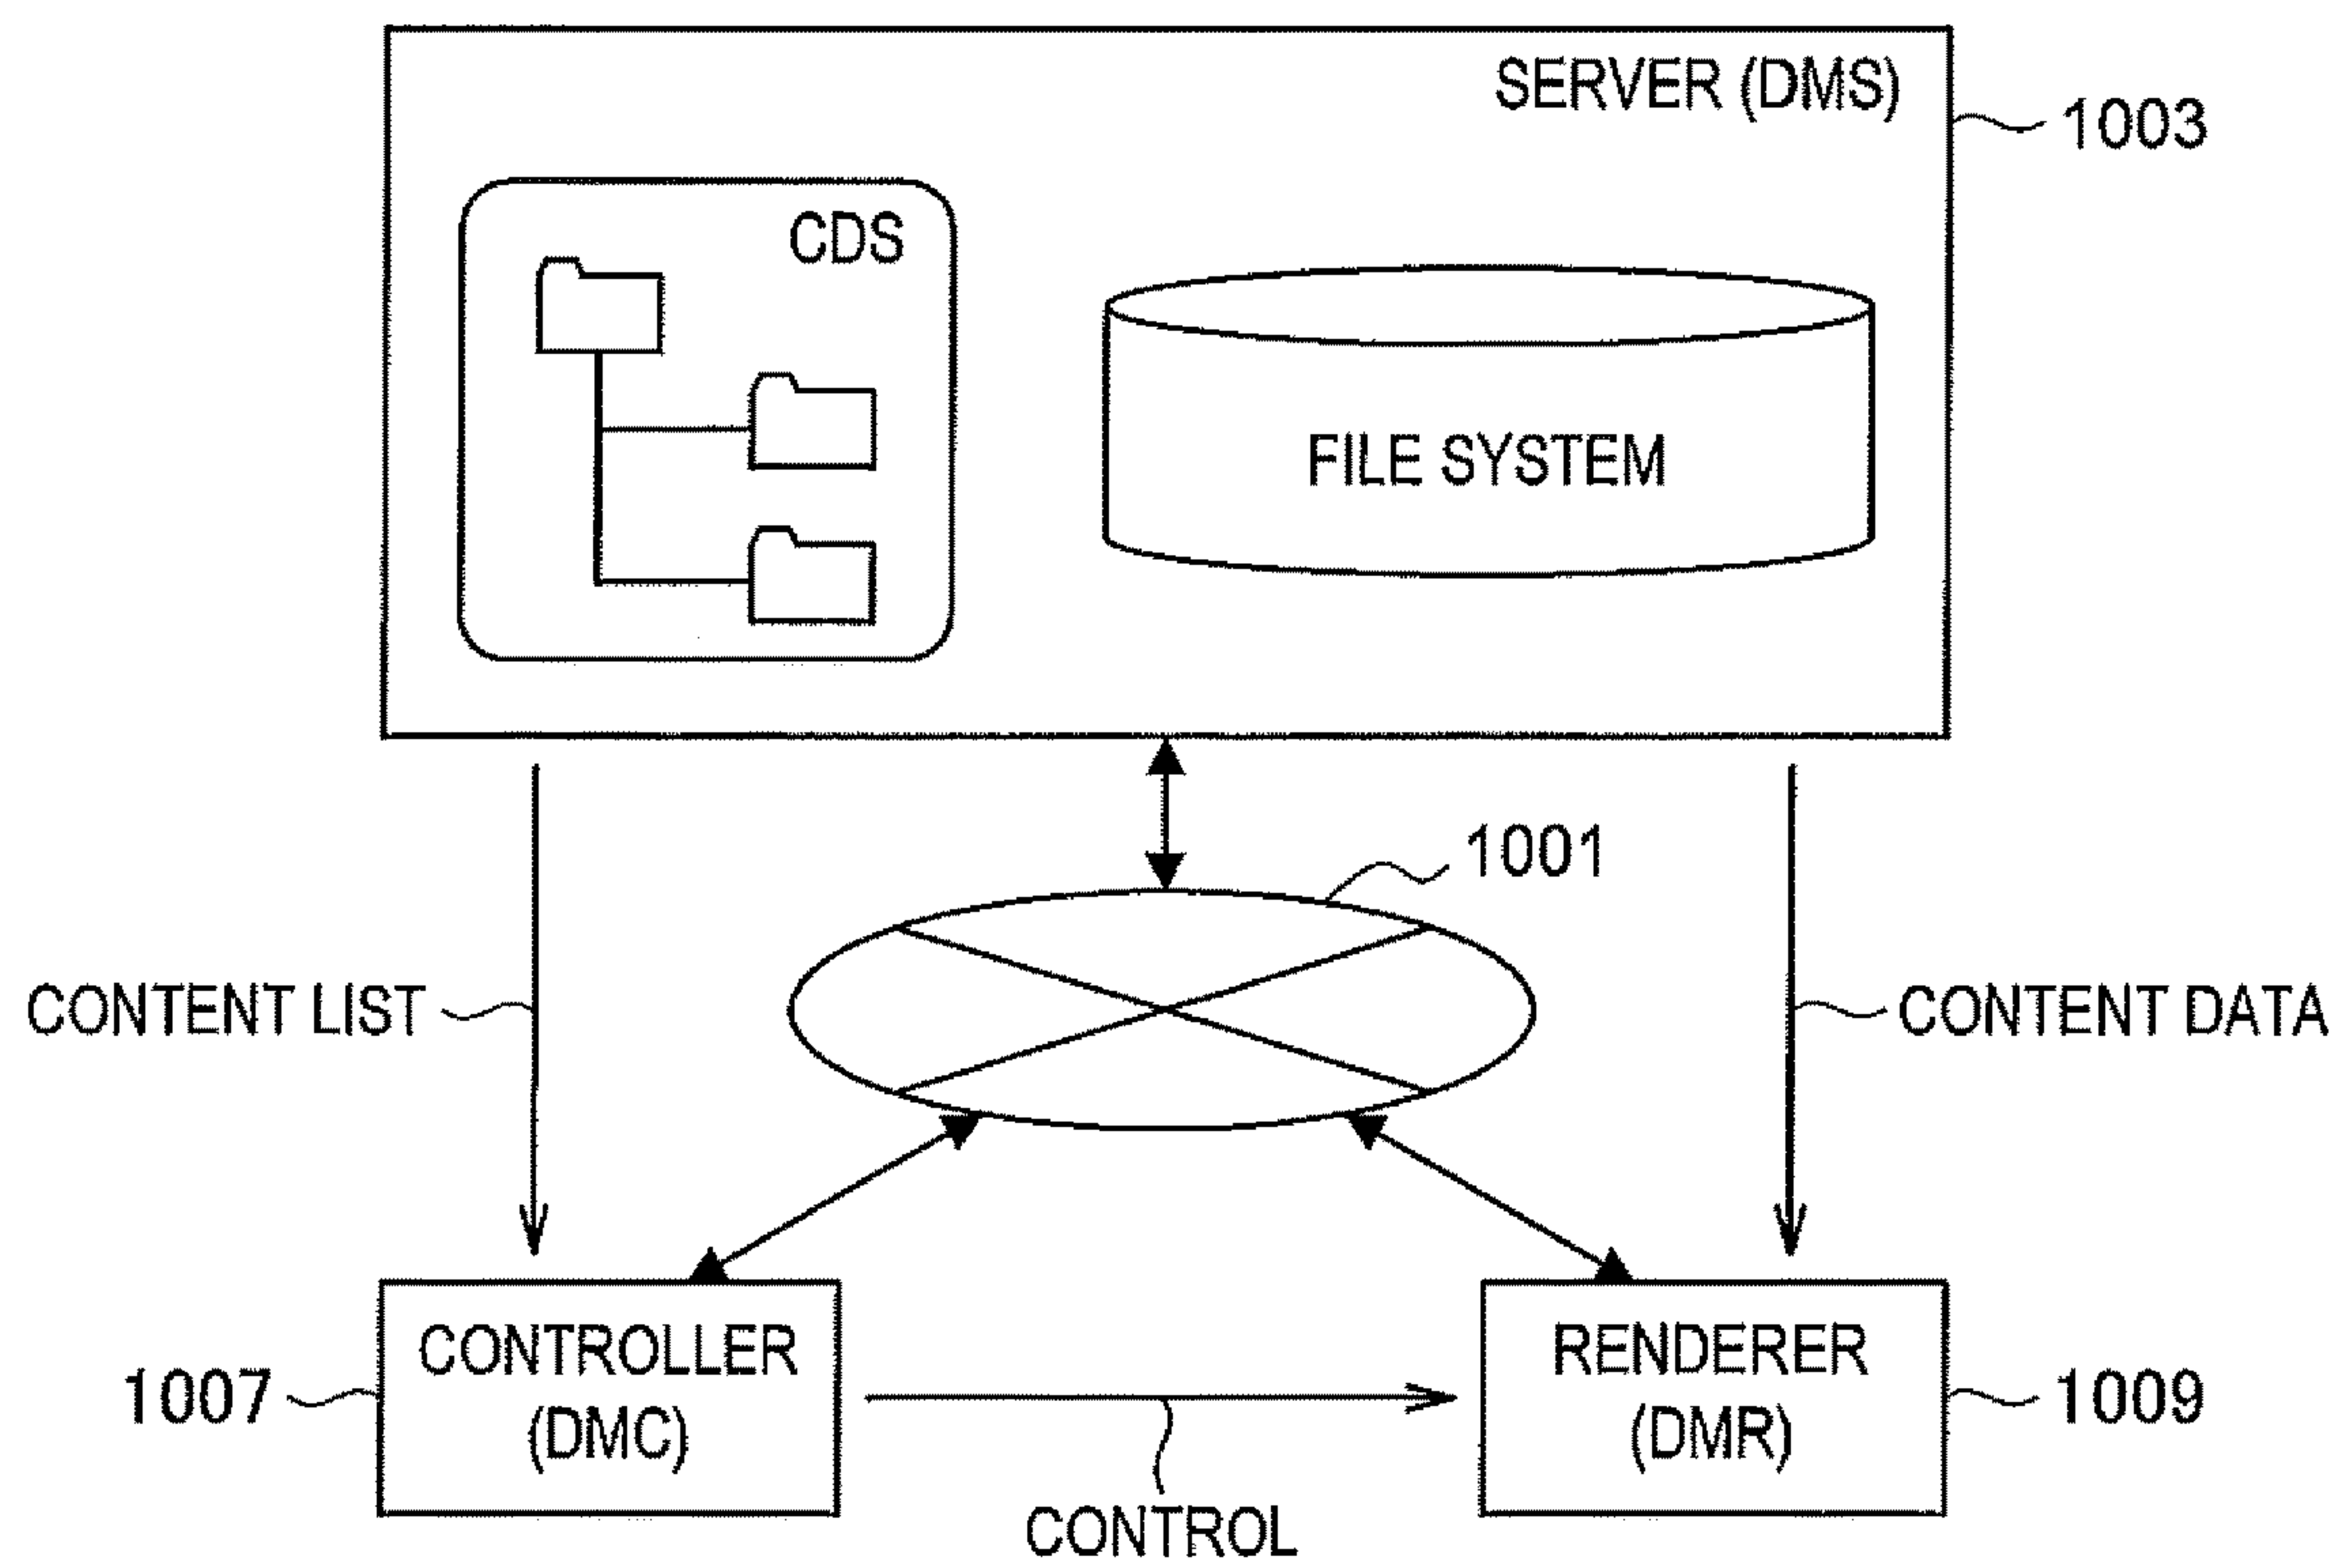 SERVER (DMS)
1003
CDS
FILE SYSTEM
1001
CONTENT LIST
CONTENT DATA
CONTROLLER
(DMC)
1007
RENDERER
(DMR)
1009
CONTROL